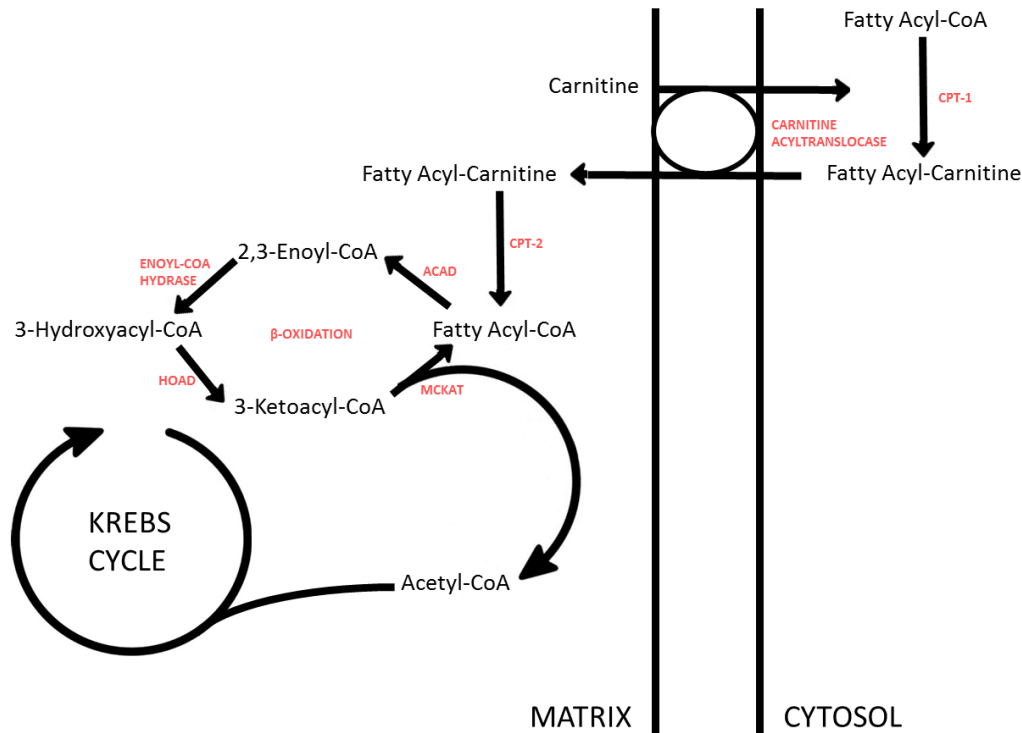 Fatty Acyl-CoA
Carnitine
CPT-1
CARNITINE
ACYLTRANSLOCASE
Fatty Acyl-Carnitine
Fatty Acyl-Carnitine
CPT-2
2,3-Enoyl-CoA
ENOYL-COA
HYDRASE
ACAD
3-Hydroxyacyl-CoA
β-OXIDATION
Fatty Acyl-CoA
HOAD
MCKAT
3-Ketoacyl-CoA
KREBS
CYCLE
Acetyl-CoA
MATRIX
CYTOSOL